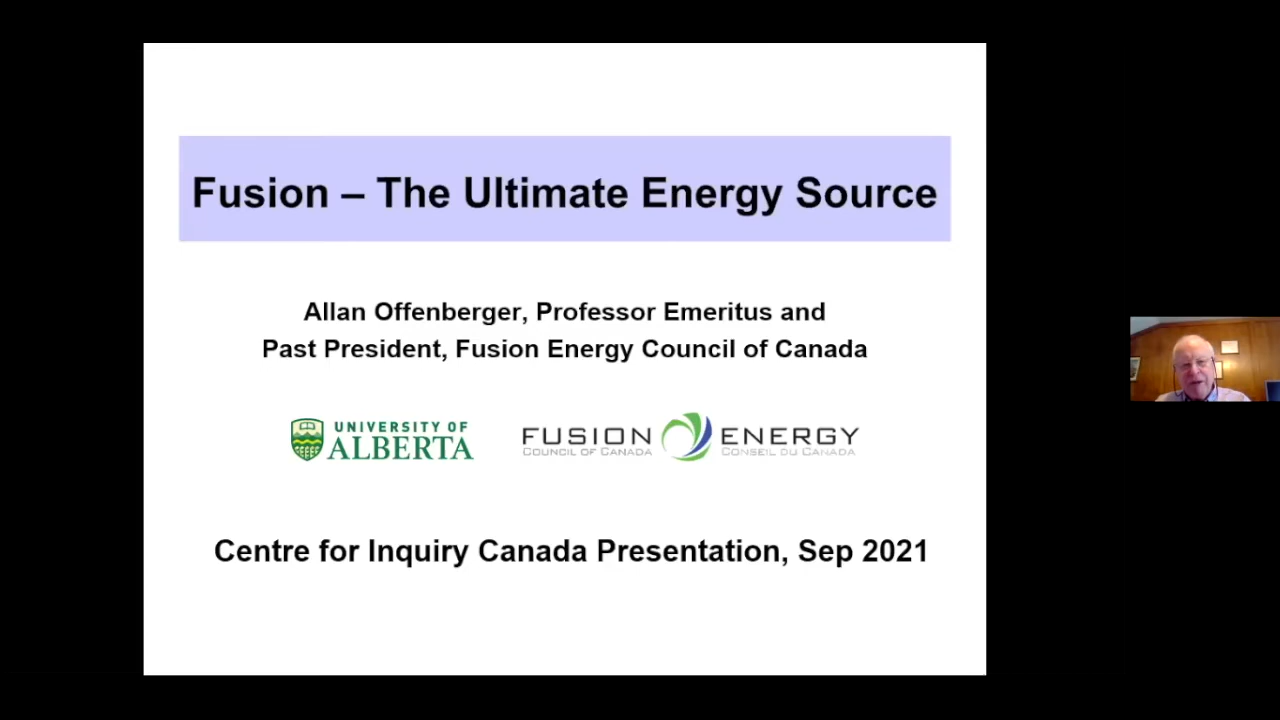 Fusion – The Ultimate Energy Source
Allan Offenberger, Professor Emeritus and
Past President, Fusion Energy Council of Canada
UNIVERSITY OF
ALBERTA
FUSION ENERGY
COUNCIL OF CANADA CONSEIL DU CANADA
Centre for Inquiry Canada Presentation, Sep 2021